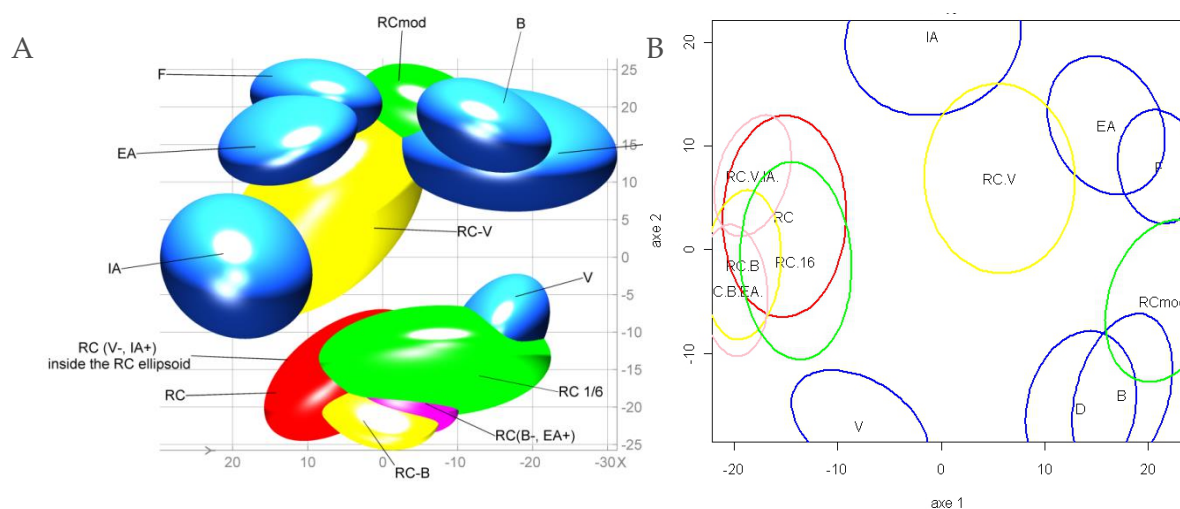 A
RCmod
B
F
EA
IA
RC-V
V
RC (V-, IA+)
inside the RC ellipsoid
RC
RC 1/6
RC(B-, EA+)
RC-B
25
20
15
10
5
0
-5
-10
-15
-20
-25
20 10 0 -10 -20 -30 X
B
IA
EA
F
RC.V
RC.V.IA.
RC
RC.B
RC.16
C.B.EA.
RCmod
D
B
V
axe 2
20
10
0
-10
-20 -10 0 10 20
axe 1